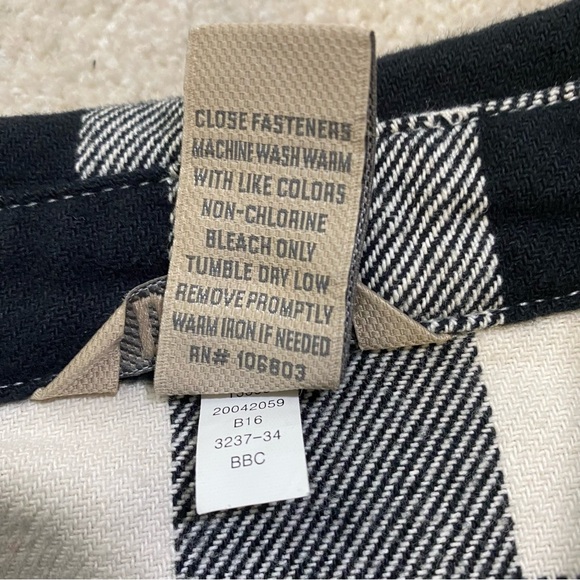 CLOSE FASTENERS
MACHINE WASH WARM
WITH LIKE COLORS
NON-CHLORINE
BLEACH ONLY
TUMBLE DRY LOW
REMOVE PROMPTLY
WARM IRON IF NEEDED
RN# 106803
20042059
B16
3237-34
BBC